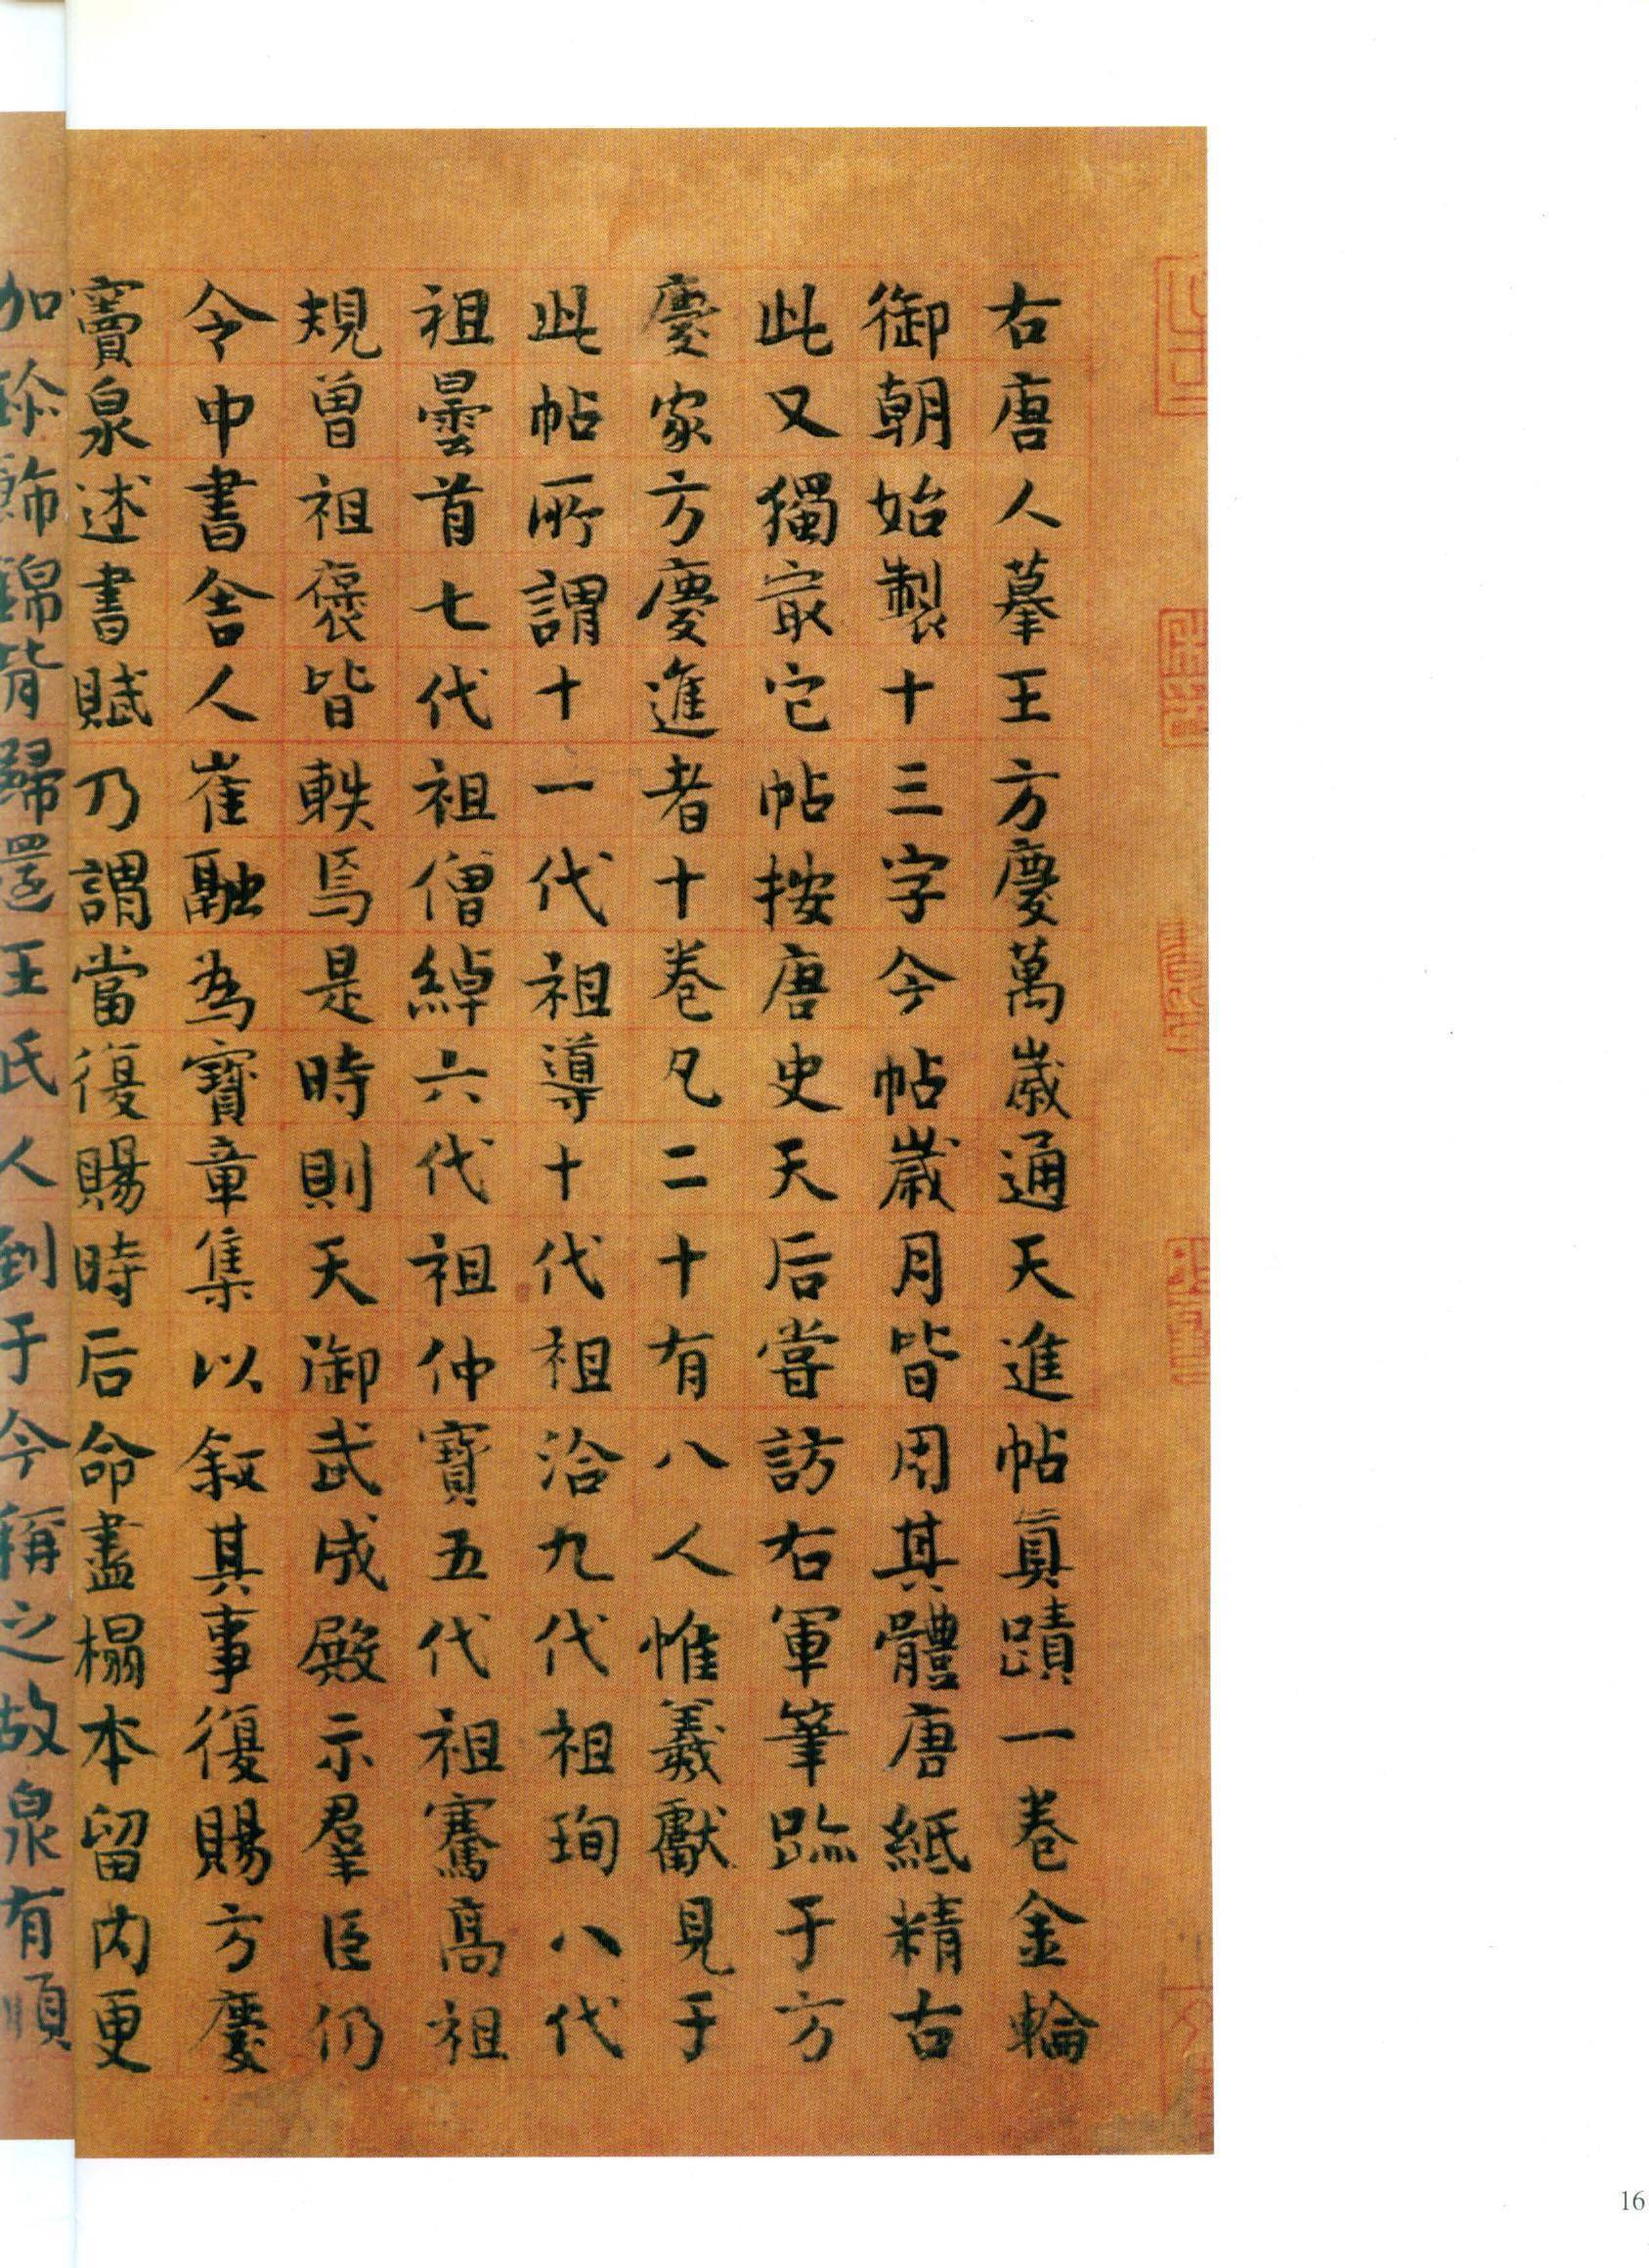 右唐人摹王方慶萬歲通天進帖真蹟一卷金輪
御朝始製十三字今帖歲月皆用其體唐紙精古
此又獨冣它帖按唐史天后嘗訪右軍筆跡于方
慶家方慶進者十卷凡二十有八人惟羲獻見于
此帖所謂十一代祖導十代祖洽九代祖珣八代
祖曇首七代祖僧綽六代祖仲寶五代祖騫高祖
規曾祖褒皆軼焉是時則天御武成殿示羣臣仍
令中書舍人崔融為寶章集以敘其事復賜方慶
竇泉述書賦乃謂當復賜時后命盡榻本留內更
加珎飾錦背歸還王氏人到于今稱之故泉有順
16